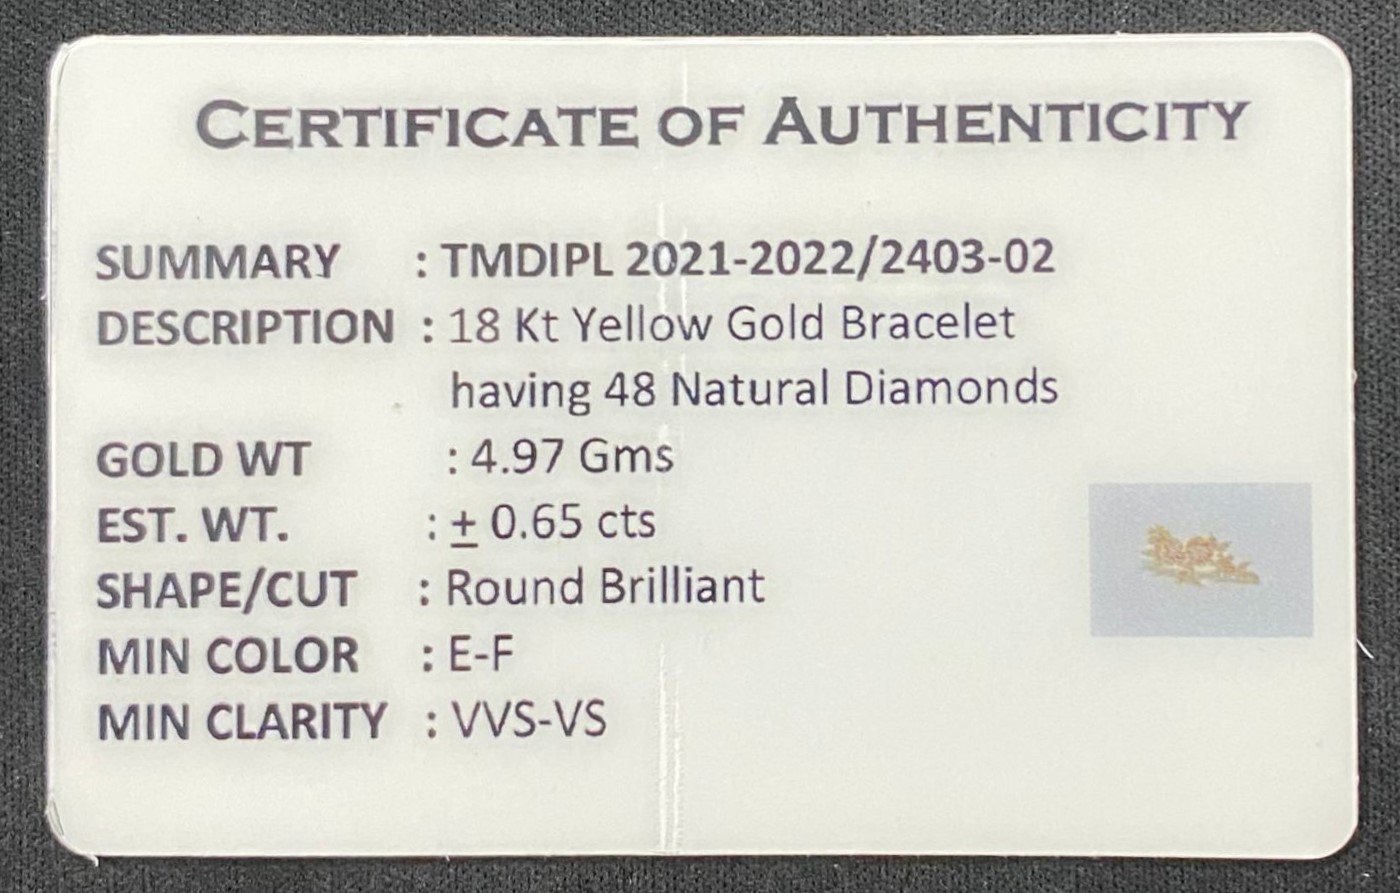 CERTIFICATE OF AUTHENTICITY
SUMMARY : TMDIPL 2021-2022/2403-02
DESCRIPTION : 18 Kt Yellow Gold Bracelet
having 48 Natural Diamonds
GOLD WT : 4.97 Gms
EST. WT. : ± 0.65 cts
SHAPE/CUT : Round Brilliant
MIN COLOR : E-F
MIN CLARITY : VVS-VS